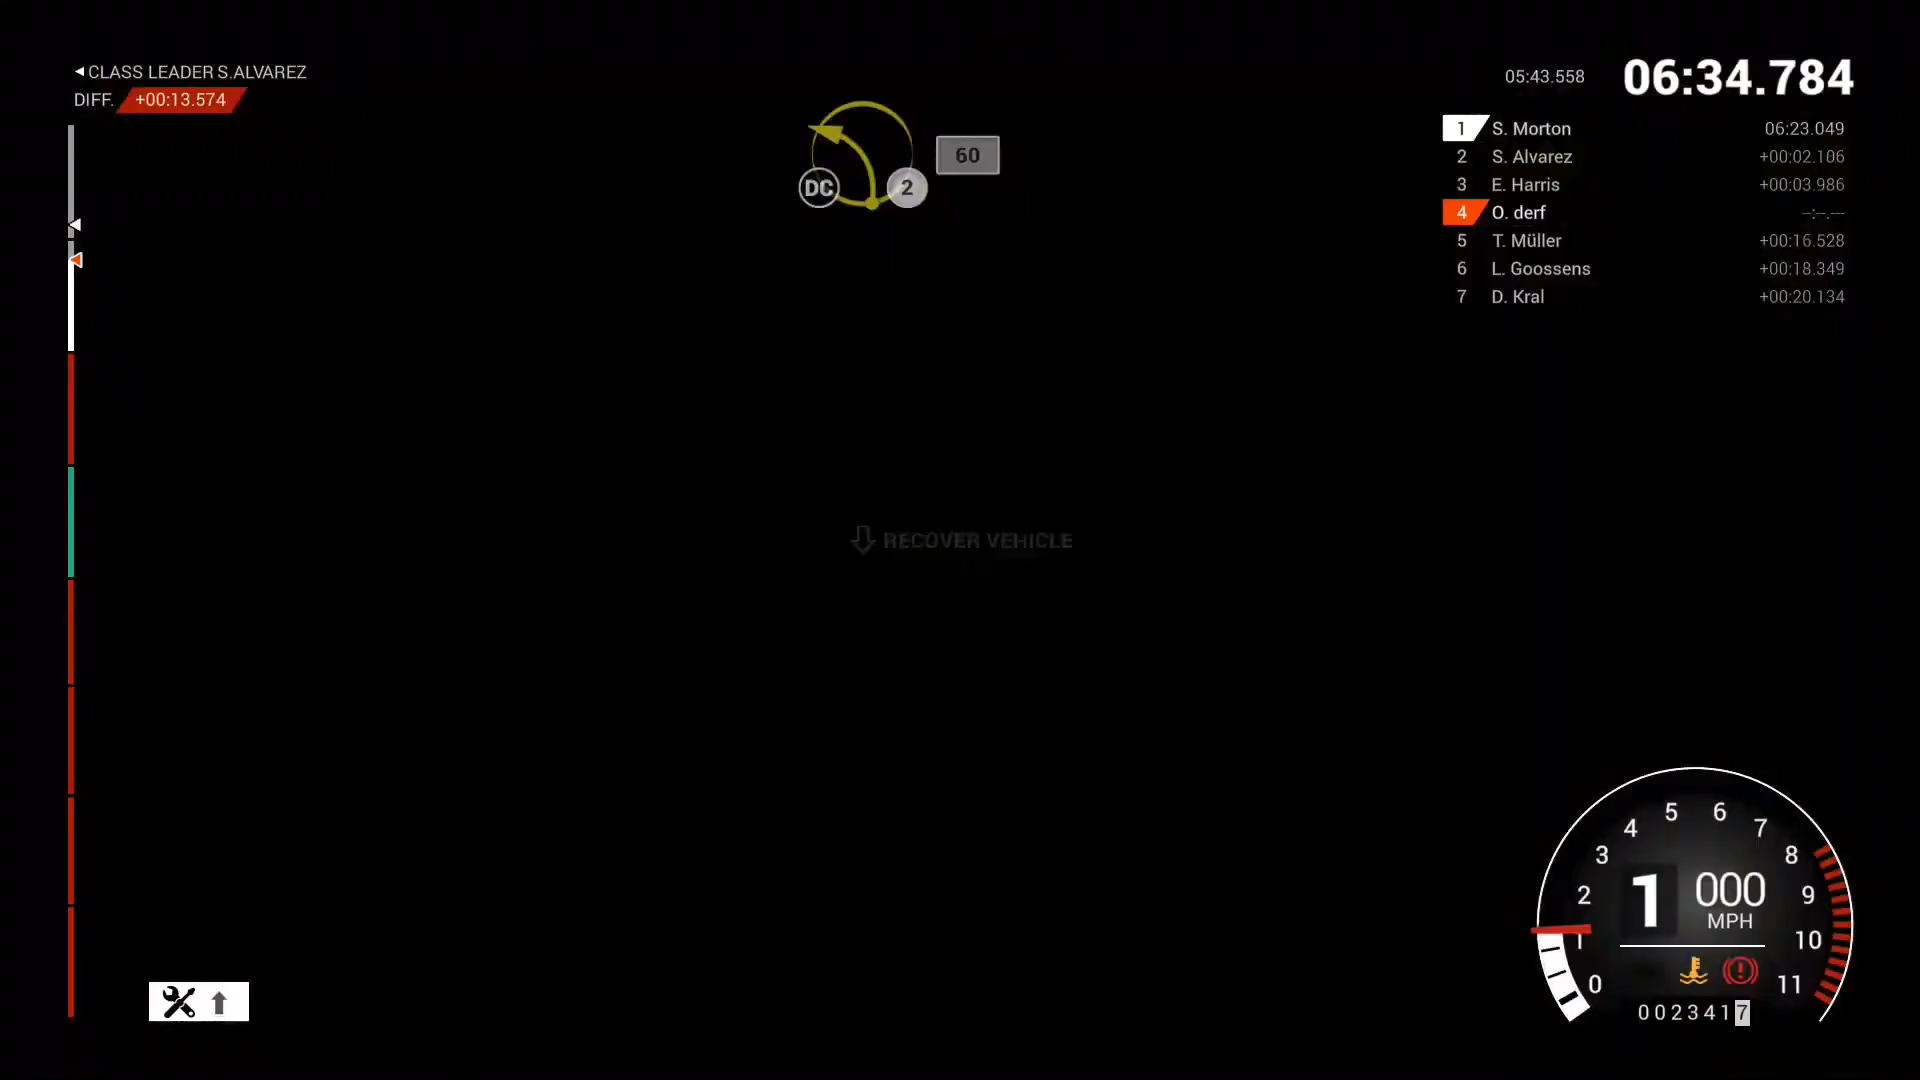 CLASS LEADER S.ALVAREZ
DIFF. +00:13.574
DC 2 60
05:43.558 06:34.784
1 S. Morton 06:23.049
2 S. Alvarez +00:02.106
3 E. Harris +00:03.986
4 O. derf --:--.---
5 T. Müller +00:16.528
6 L. Goossens +00:18.349
7 D. Kral +00:20.134
RECOVER VEHICLE
0 1 2 3 4 5 6 7 8 9 10 11
1 000
MPH
0023417